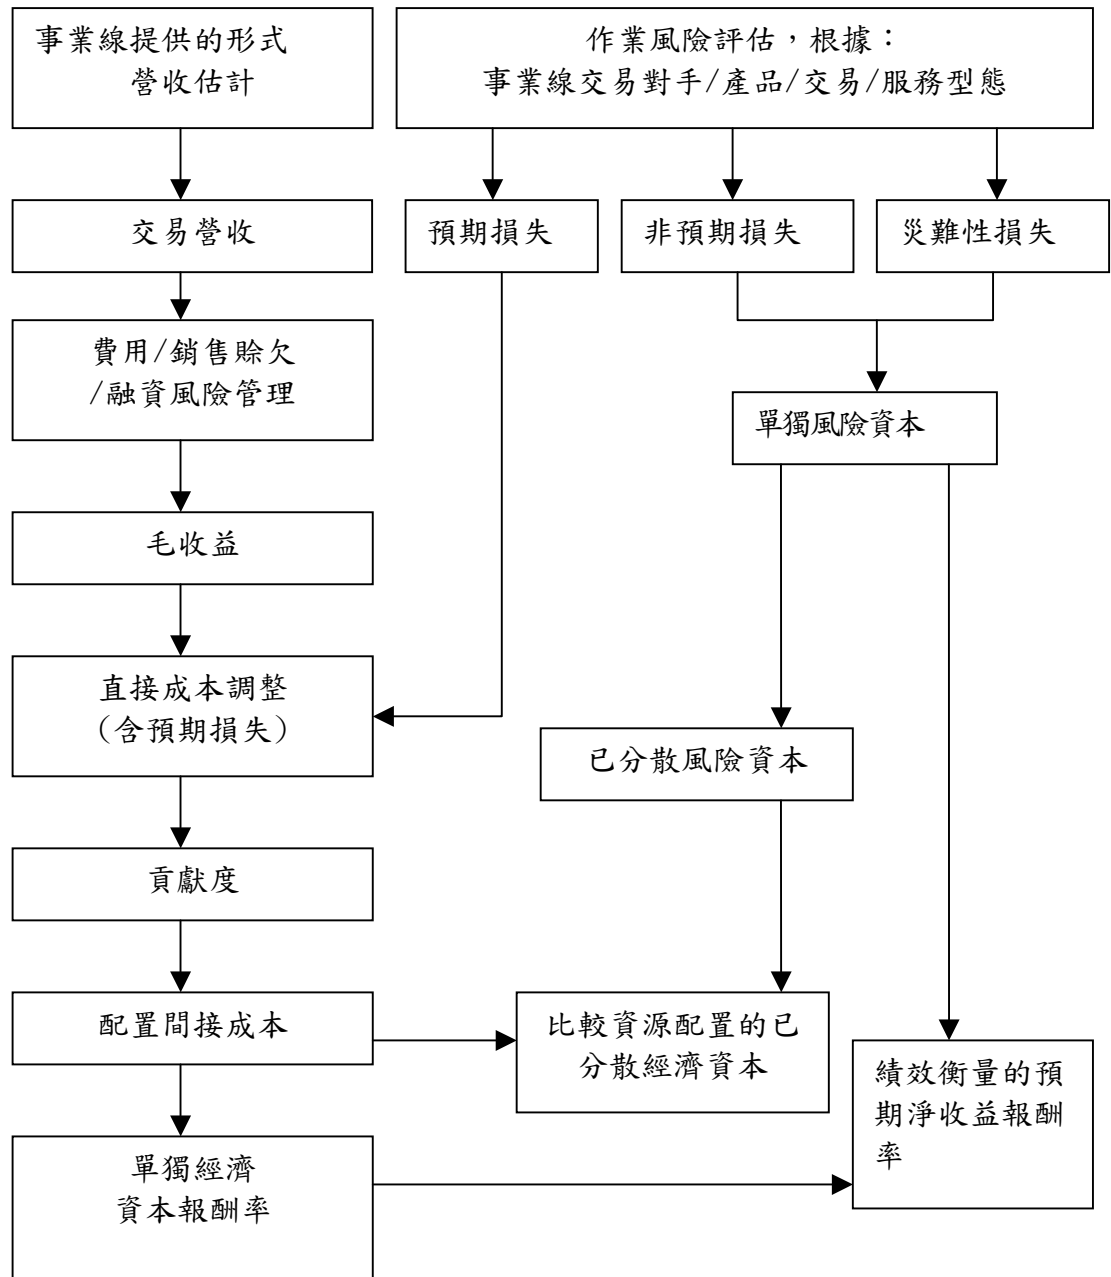 事業線提供的形式
營收估計
作業風險評估，根據：
事業線交易對手/產品/交易/服務型態
交易營收
預期損失
非預期損失
災難性損失
費用/銷售賒欠
/融資風險管理
單獨風險資本
毛收益
直接成本調整
(含預期損失)
已分散風險資本
貢獻度
配置間接成本
比較資源配置的已
分散經濟資本
績效衡量的預
期淨收益報酬
率
單獨經濟
資本報酬率